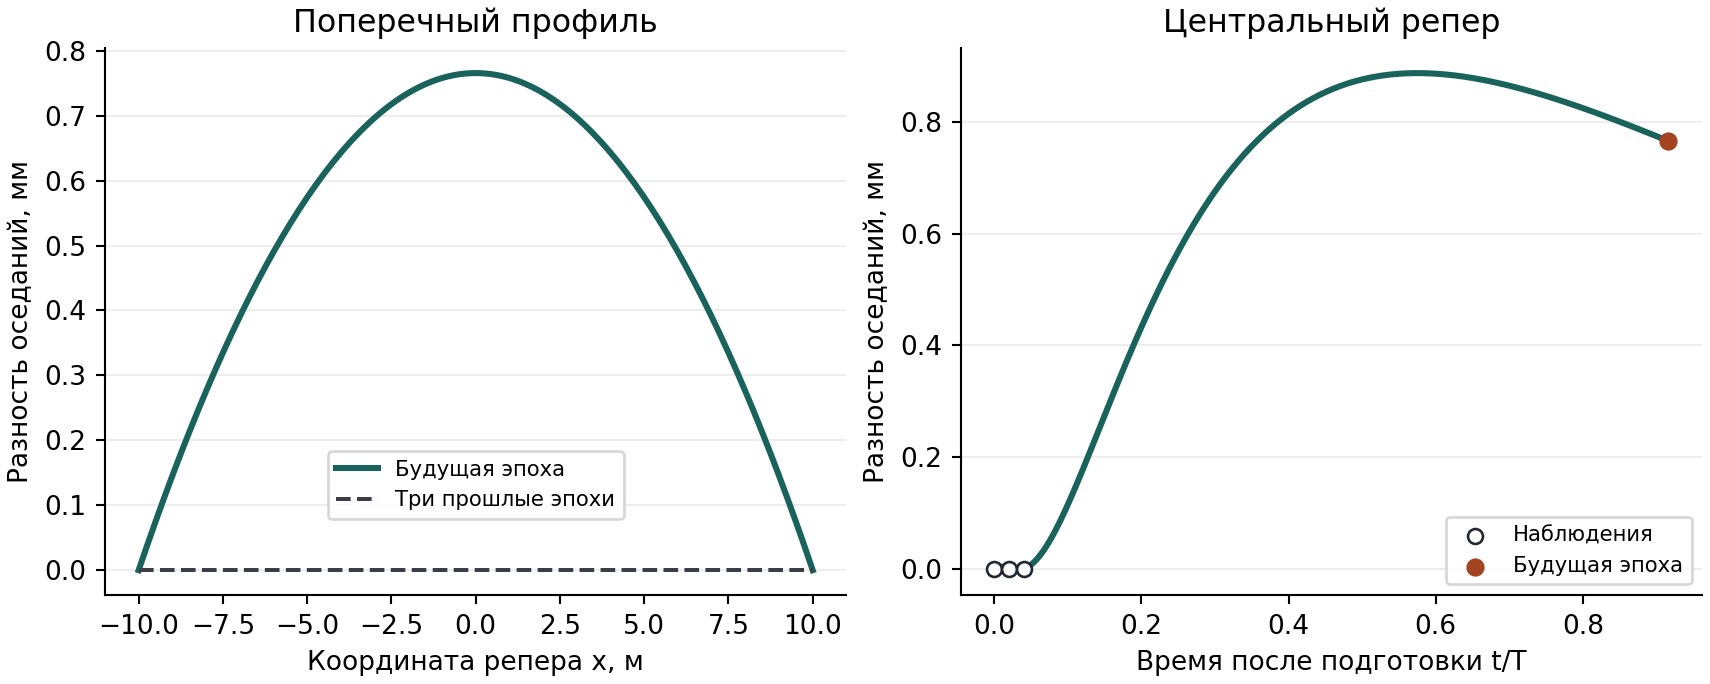 Поперечный профиль
Разность оседаний, мм
0.8
0.7
0.6
0.5
0.4
0.3
0.2
0.1
0.0
Будущая эпоха
Три прошлые эпохи
−10.0 −7.5 −5.0 −2.5 0.0 2.5 5.0 7.5 10.0
Координата репера x, м
Центральный репер
Разность оседаний, мм
0.8
0.6
0.4
0.2
0.0
Наблюдения
Будущая эпоха
0.0 0.2 0.4 0.6 0.8
Время после подготовки t/T